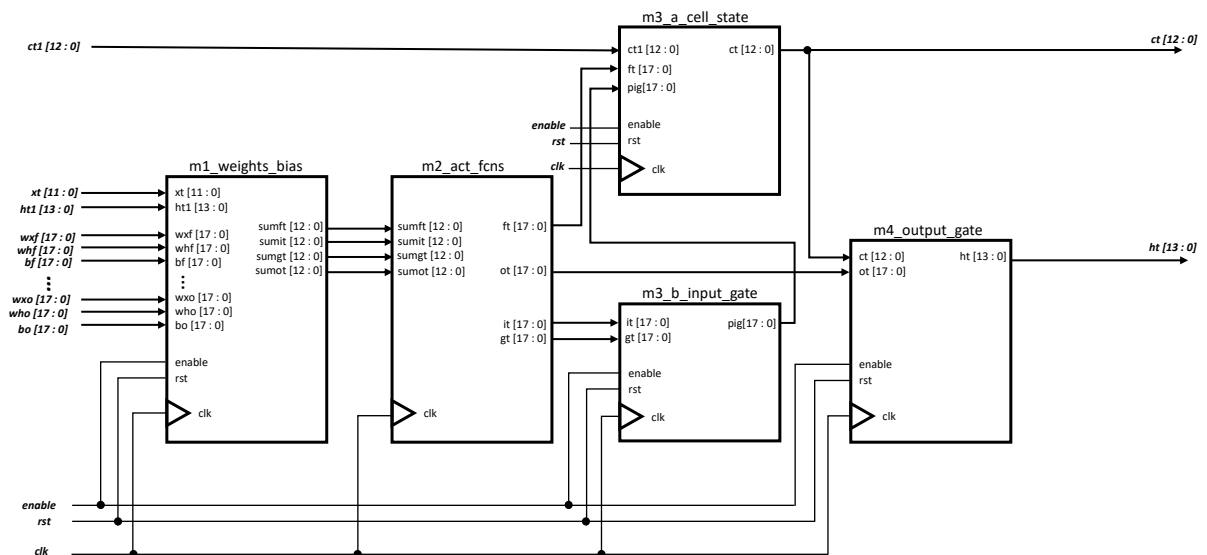 m3_a_cell_state
ct1 [12 : 0]
ct1 [12 : 0]
ct [12 : 0]
ct [12 : 0]
ft [17 : 0]
pig[17 : 0]
enable
enable
rst
rst
clk
clk
m1_weights_bias
m2_act_fcns
xt [11 : 0]
xt [11 : 0]
ht1 [13 : 0]
ht1 [13 : 0]
wxf [17 : 0]
wxf [17 : 0]
whf [17 : 0]
whf [17 : 0]
bf [17 : 0]
bf [17 : 0]
...
...
wxo [17 : 0]
wxo [17 : 0]
who [17 : 0]
who [17 : 0]
bo [17 : 0]
bo [17 : 0]
enable
rst
clk
sumft [12 : 0]
sumit [12 : 0]
sumgt [12 : 0]
sumot [12 : 0]
sumft [12 : 0]
sumit [12 : 0]
sumgt [12 : 0]
sumot [12 : 0]
ft [17 : 0]
ot [17 : 0]
it [17 : 0]
gt [17 : 0]
clk
m3_b_input_gate
it [17 : 0]
gt [17 : 0]
pig[17 : 0]
enable
rst
clk
m4_output_gate
ct [12 : 0]
ot [17 : 0]
ht [13 : 0]
ht [13 : 0]
enable
rst
clk
enable
rst
clk